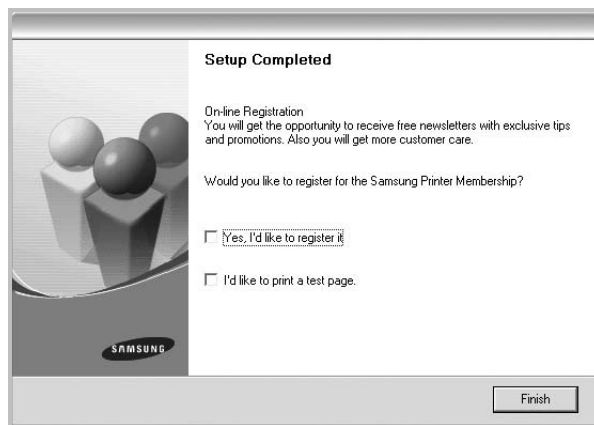 Setup Completed
On-line Registration
You will get the opportunity to receive free newsletters with exclusive tips
and promotions. Also you will get more customer care.
Would you like to register for the Samsung Printer Membership?
Yes, I'd like to register it
I'd like to print a test page.
SAMSUNG
Finish